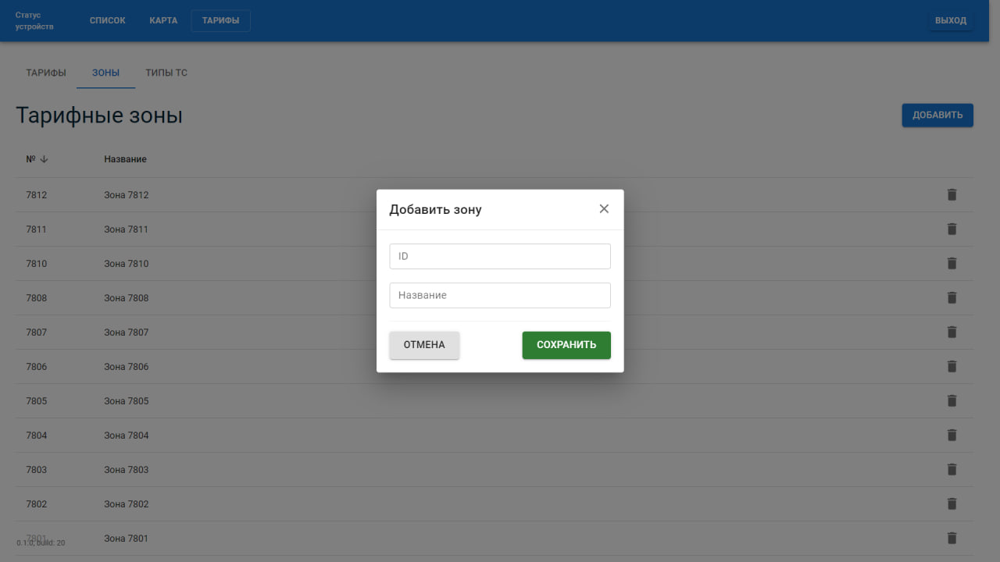 Статус
устройств
СПИСОК
КАРТА
ТАРИФЫ
ВЫХОД
ТАРИФЫ
ЗОНЫ
ТИПЫ ТС
Тарифные зоны
ДОБАВИТЬ
№
Название
7812 Зона 7812
7811 Зона 7811
7810 Зона 7810
7808 Зона 7808
7807 Зона 7807
7806 Зона 7806
7805 Зона 7805
7804 Зона 7804
7803 Зона 7803
7802 Зона 7802
7801 Зона 7801
0.1.0, build: 20
Добавить зону
ID
Название
ОТМЕНА
СОХРАНИТЬ